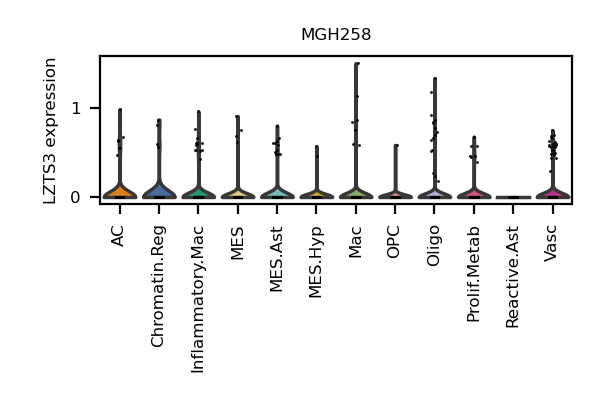 MGH258
LZTS3 expression
1
0
AC
Chromatin.Reg
Inflammatory.Mac
MES
MES.Ast
MES.Hyp
Mac
OPC
Oligo
Prolif.Metab
Reactive.Ast
Vasc